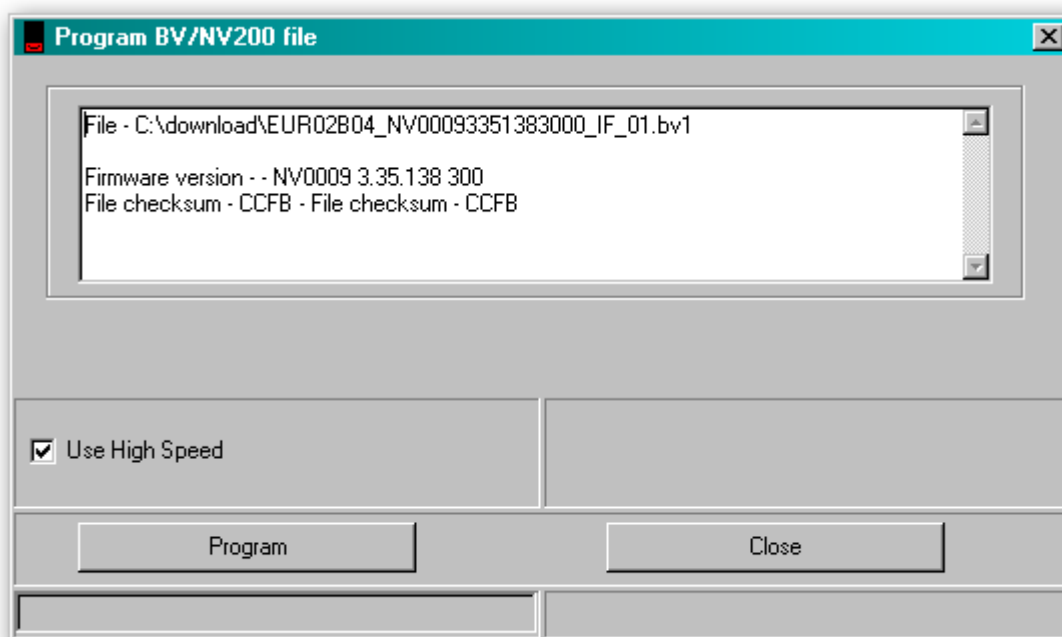 Program BV/NV200 file
File - C:\download\EUR02B04_NV00093351383000_IF_01.bv1
Firmware version - - NV0009 3.35.138 300
File checksum - CCFB - File checksum - CCFB
Use High Speed
Program
Close